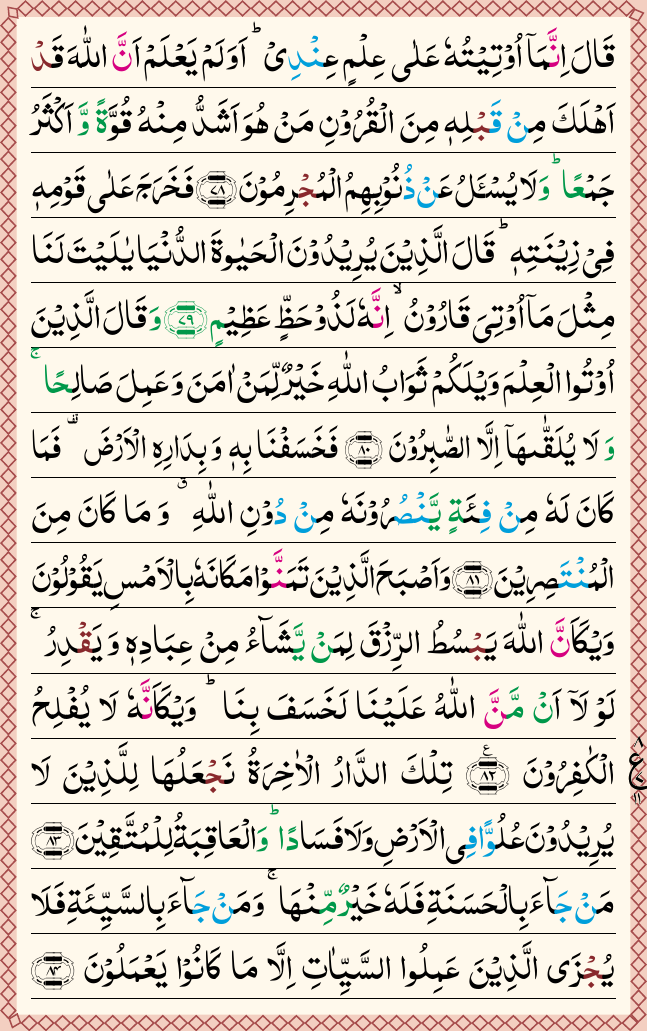 قَالَ اِنَّمَاۤ اُوْتِیْتُهٗ عَلٰى عِلْمٍ عِنْدِیْ ؕ اَوَلَمْ یَعْلَمْ اَنَّ اللّٰهَ قَدْ
اَهْلَكَ مِنْ قَبْلِهٖ مِنَ الْقُرُوْنِ مَنْ هُوَ اَشَدُّ مِنْهُ قُوَّةً وَّ اَكْثَرُ
جَمْعًا ؕ وَ لَا یُسْـَٔلُ عَنْ ذُنُوْبِهِمُ الْمُجْرِمُوْنَ ﴿۷۸﴾ فَخَرَجَ عَلٰى قَوْمِهٖ
فِیْ زِیْنَتِهٖ ؕ قَالَ الَّذِیْنَ یُرِیْدُوْنَ الْحَیٰوةَ الدُّنْیَا یٰلَیْتَ لَنَا
مِثْلَ مَاۤ اُوْتِیَ قَارُوْنُ ۙ اِنَّهٗ لَذُوْ حَظٍّ عَظِیْمٍ ﴿۷۹﴾ وَ قَالَ الَّذِیْنَ
اُوْتُوا الْعِلْمَ وَیْلَكُمْ ثَوَابُ اللّٰهِ خَیْرٌ لِّمَنْ اٰمَنَ وَ عَمِلَ صَالِحًا ۚ
وَ لَا یُلَقّٰىهَاۤ اِلَّا الصّٰبِرُوْنَ ﴿۸۰﴾ فَخَسَفْنَا بِهٖ وَ بِدَارِهِ الْاَرْضَ ۫ فَمَا
كَانَ لَهٗ مِنْ فِئَةٍ یَّنْصُرُوْنَهٗ مِنْ دُوْنِ اللّٰهِ ۗ وَ مَا كَانَ مِنَ
الْمُنْتَصِرِیْنَ ﴿۸۱﴾ وَ اَصْبَحَ الَّذِیْنَ تَمَنَّوْا مَكَانَهٗ بِالْاَمْسِ یَقُوْلُوْنَ
وَیْكَاَنَّ اللّٰهَ یَبْسُطُ الرِّزْقَ لِمَنْ یَّشَآءُ مِنْ عِبَادِهٖ وَ یَقْدِرُ ۚ
لَوْ لَاۤ اَنْ مَّنَّ اللّٰهُ عَلَیْنَا لَخَسَفَ بِنَا ؕ وَیْكَاَنَّهٗ لَا یُفْلِحُ
الْكٰفِرُوْنَ ﴿۸۲﴾ تِلْكَ الدَّارُ الْاٰخِرَةُ نَجْعَلُهَا لِلَّذِیْنَ لَا
یُرِیْدُوْنَ عُلُوًّا فِی الْاَرْضِ وَ لَا فَسَادًا ؕ وَ الْعَاقِبَةُ لِلْمُتَّقِیْنَ ﴿۸۳﴾
مَنْ جَآءَ بِالْحَسَنَةِ فَلَهٗ خَیْرٌ مِّنْهَا ۚ وَ مَنْ جَآءَ بِالسَّیِّئَةِ فَلَا
یُجْزَى الَّذِیْنَ عَمِلُوا السَّیِّاٰتِ اِلَّا مَا كَانُوْا یَعْمَلُوْنَ ﴿۸۴﴾